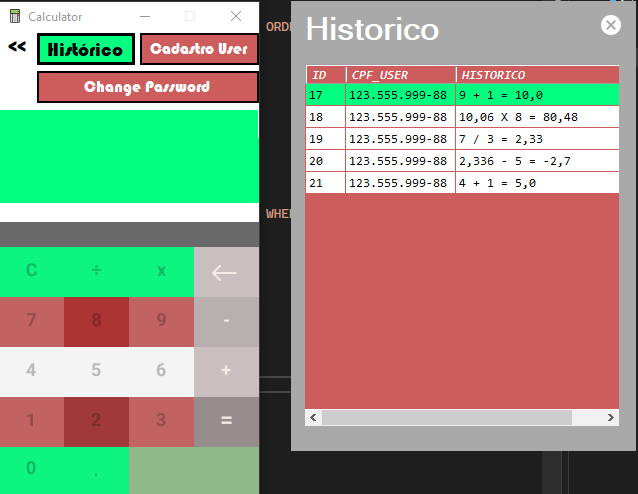 Calculator
<<
Histórico
Cadastro User
Change Password
C ÷ x
7 8 9 -
4 5 6 +
1 2 3 =
0 .
ORDE
WHER
Historico
ID CPF_USER HISTORICO
17 123.555.999-88 9 + 1 = 10,0
18 123.555.999-88 10,06 X 8 = 80,48
19 123.555.999-88 7 / 3 = 2,33
20 123.555.999-88 2,336 - 5 = -2,7
21 123.555.999-88 4 + 1 = 5,0